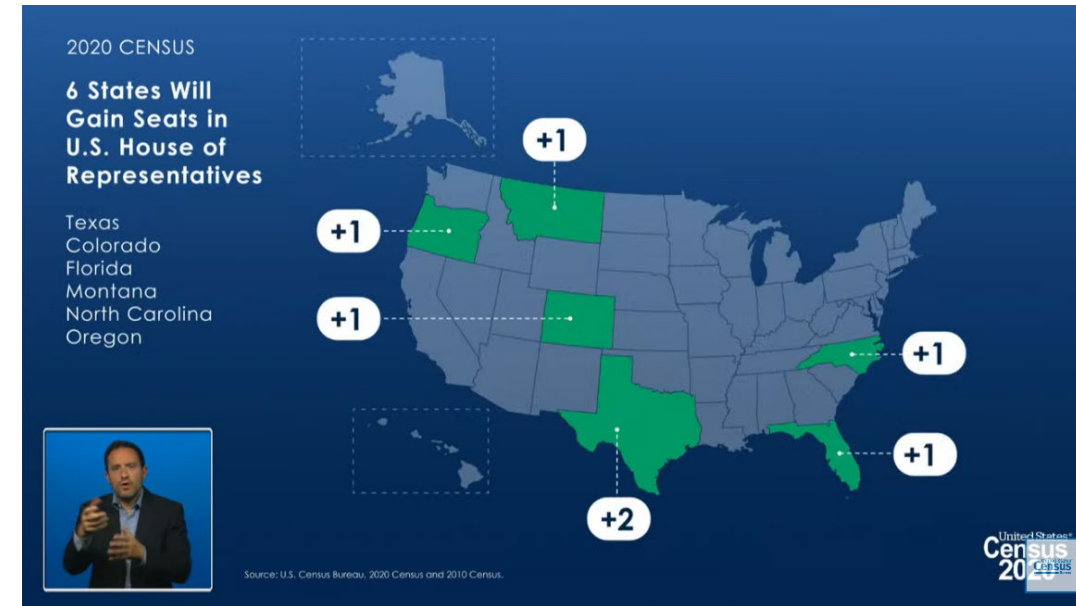 2020 CENSUS
6 States Will
Gain Seats in
U.S. House of
Representatives
Texas
Colorado
Florida
Montana
North Carolina
Oregon
+1
+1
+1
+1
+1
+2
Source: U.S. Census Bureau, 2020 Census and 2010 Census.
United States
Census
2020
Census